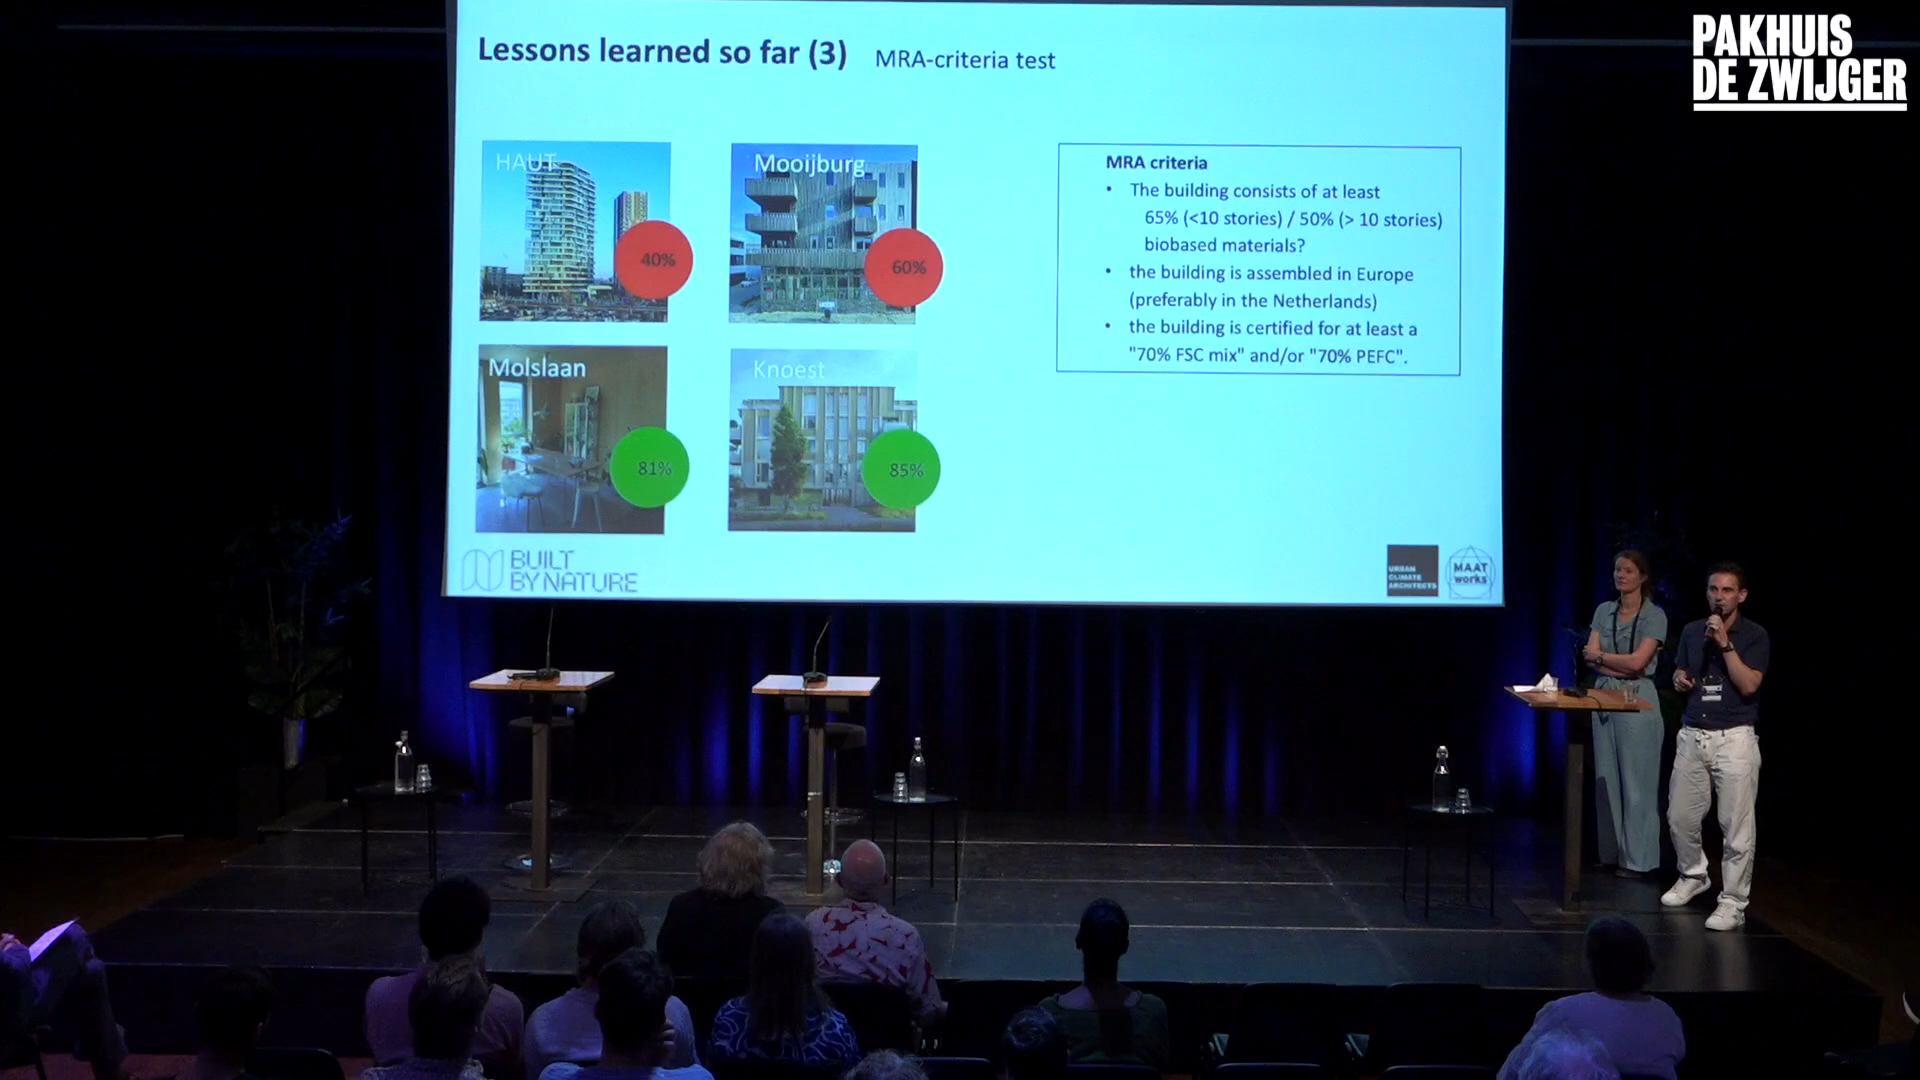 PAKHUIS
DE ZWIJGER
Lessons learned so far (3) MRA-criteria test
HAUT
40%
Mooijburg
60%
Molslaan
81%
Knoest
85%
MRA criteria
• The building consists of at least
65% (<10 stories) / 50% (> 10 stories)
biobased materials?
• the building is assembled in Europe
(preferably in the Netherlands)
• the building is certified for at least a
"70% FSC mix" and/or "70% PEFC".
BUILT
BY NATURE
URBAN
CLIMATE
ARCHITECTS
MAAT
works